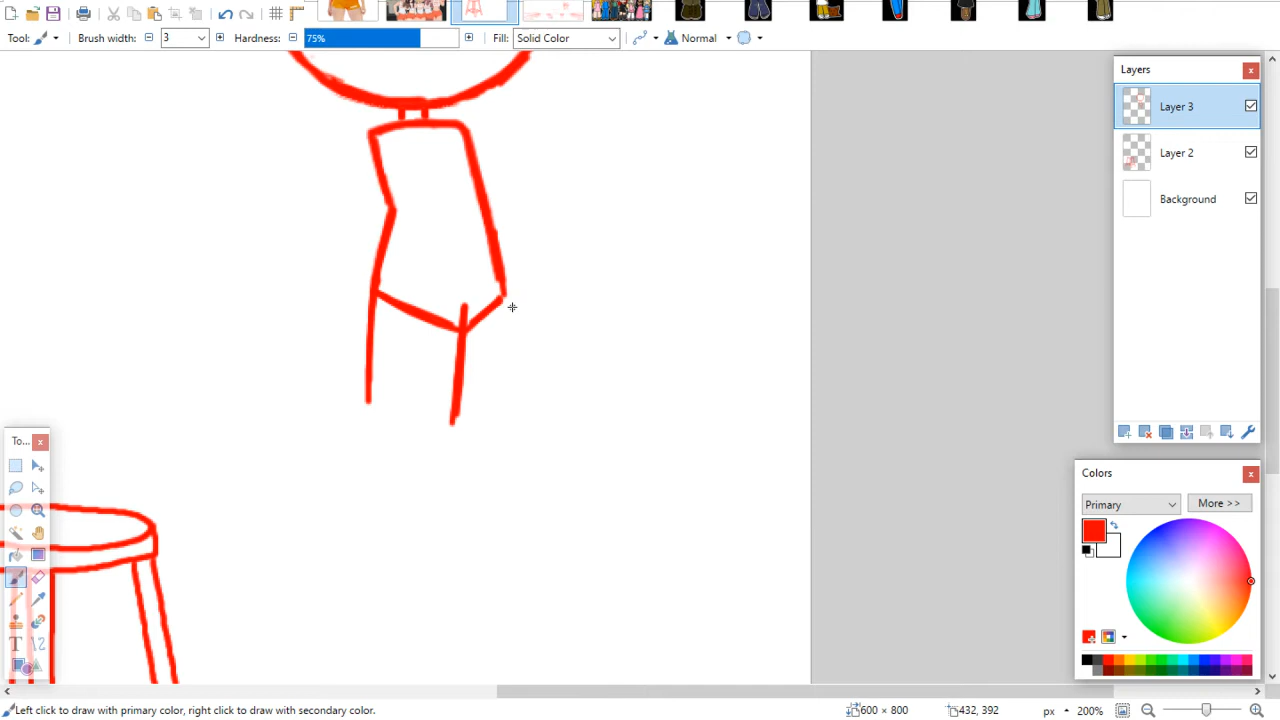 Tool:
Brush width:
3
Hardness:
75%
Fill:
Solid Color
Normal
Layers
Layer 3
Layer 2
Background
To...
Colors
Primary
More >>
Left click to draw with primary color, right click to draw with secondary color.
600 × 800
432, 392
px
200%